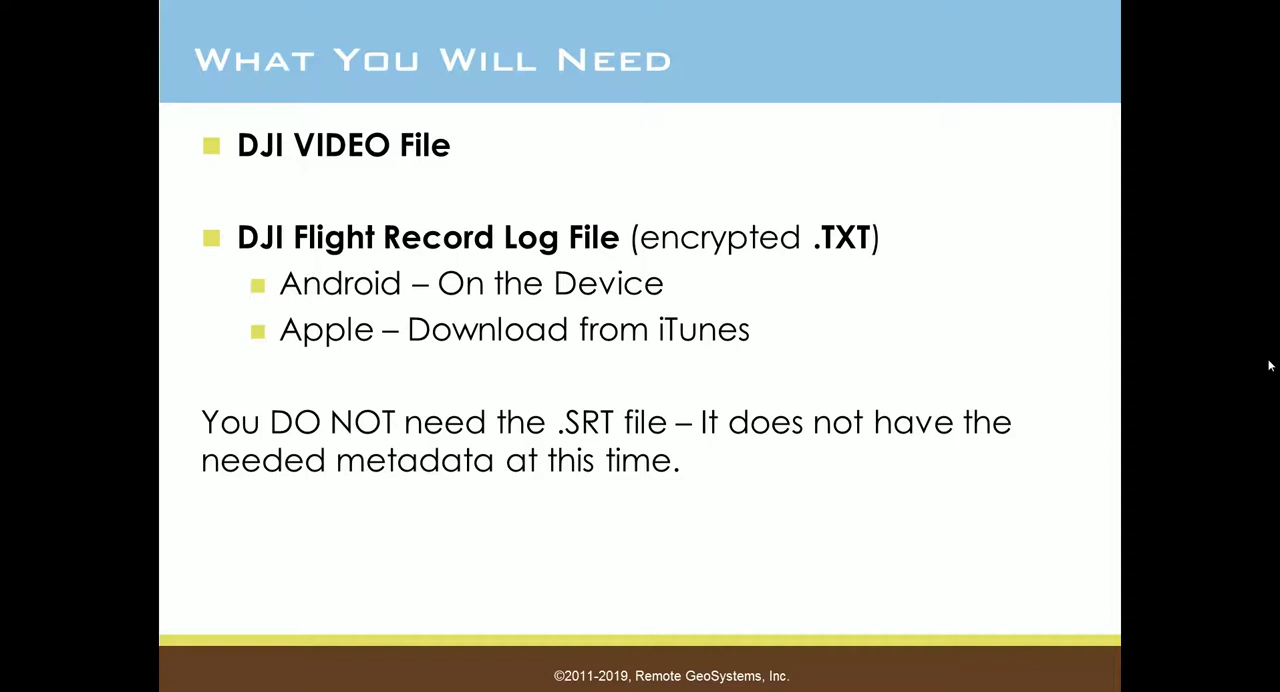 What You Will Need
DJI VIDEO File
DJI Flight Record Log File (encrypted .TXT)
Android – On the Device
Apple – Download from iTunes
You DO NOT need the .SRT file – It does not have the
needed metadata at this time.
©2011-2019, Remote GeoSystems, Inc.